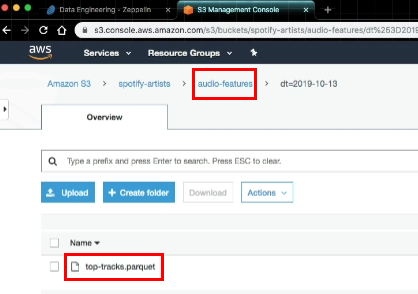 Data Engineering - Zeppelin
S3 Management Console
s3.console.aws.amazon.com/s3/buckets/spotify-artists/audio-features/dt%253D2019
aws
Services
Resource Groups
Amazon S3 > spotify-artists > audio-features > dt=2019-10-13
Overview
Type a prefix and press Enter to search. Press ESC to clear.
Upload
+ Create folder
Download
Actions
Name
top-tracks.parquet